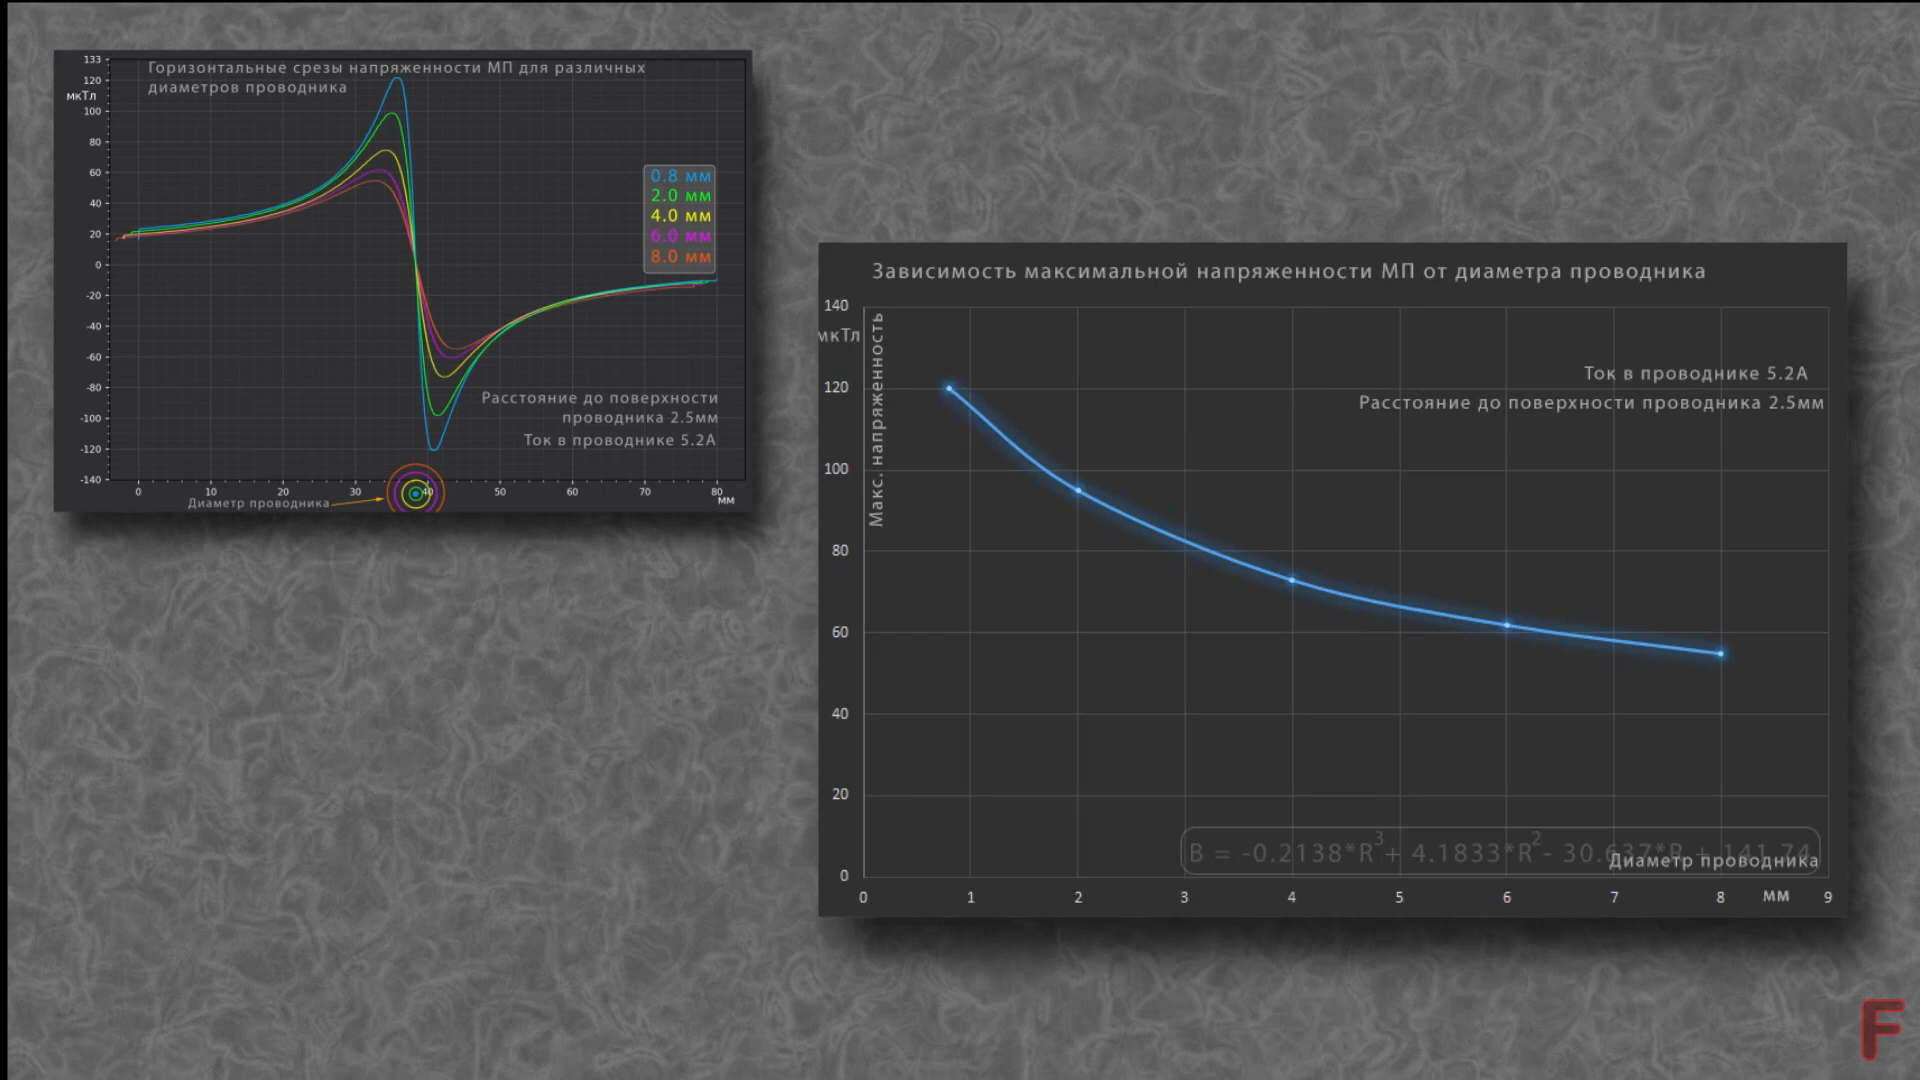 133
Горизонтальные срезы напряженности МП для различных
диаметров проводника
120
мкТл
100
80
60
40
20
0
-20
-40
-60
-80
-100
-120
-140
0.8 мм
2.0 мм
4.0 мм
6.0 мм
8.0 мм
Расстояние до поверхности
проводника 2.5мм
Ток в проводнике 5.2А
0 10 20 30 40 50 60 70 80
мм
Диаметр проводника
Зависимость максимальной напряженности МП от диаметра проводника
140
мкТл
Макс. напряженность
120
100
80
60
40
20
0
Ток в проводнике 5.2А
Расстояние до поверхности проводника 2.5мм
B = -0.2138*R³+ 4.1833*R²- 30.637*R + 141.74
Диаметр проводника
0 1 2 3 4 5 6 7 8 мм 9
F